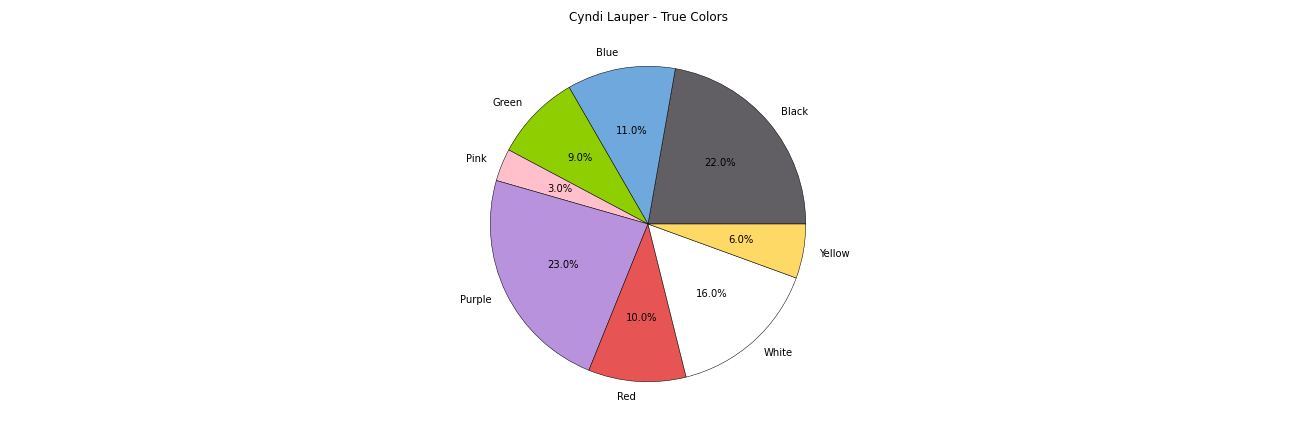 Cyndi Lauper - True Colors
Blue
Black
Green
11.0%
Pink
9.0%
22.0%
3.0%
6.0%
Yellow
23.0%
Purple
16.0%
10.0%
White
Red